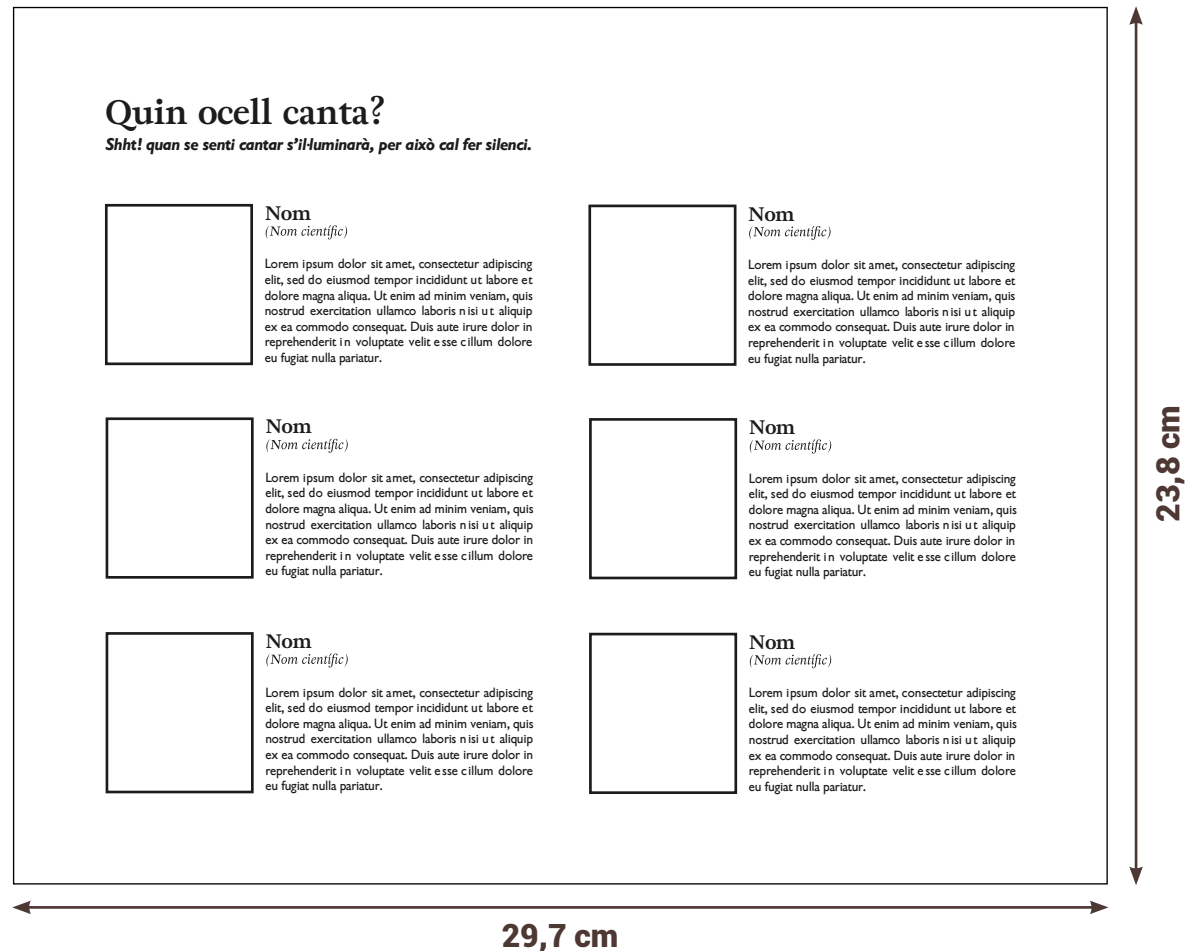 Quin ocell canta?
Shht! quan se senti cantar s'il·luminarà, per això cal fer silenci.
Nom
(Nom científic)
Lorem ipsum dolor sit amet, consectetur adipiscing
elit, sed do eiusmod tempor incididunt ut labore et
dolore magna aliqua. Ut enim ad minim veniam, quis
nostrud exercitation ullamco laboris nisi ut aliquip
ex ea commodo consequat. Duis aute irure dolor in
reprehenderit in voluptate velit esse cillum dolore
eu fugiat nulla pariatur.
Nom
(Nom científic)
Lorem ipsum dolor sit amet, consectetur adipiscing
elit, sed do eiusmod tempor incididunt ut labore et
dolore magna aliqua. Ut enim ad minim veniam, quis
nostrud exercitation ullamco laboris nisi ut aliquip
ex ea commodo consequat. Duis aute irure dolor in
reprehenderit in voluptate velit esse cillum dolore
eu fugiat nulla pariatur.
Nom
(Nom científic)
Lorem ipsum dolor sit amet, consectetur adipiscing
elit, sed do eiusmod tempor incididunt ut labore et
dolore magna aliqua. Ut enim ad minim veniam, quis
nostrud exercitation ullamco laboris nisi ut aliquip
ex ea commodo consequat. Duis aute irure dolor in
reprehenderit in voluptate velit esse cillum dolore
eu fugiat nulla pariatur.
Nom
(Nom científic)
Lorem ipsum dolor sit amet, consectetur adipiscing
elit, sed do eiusmod tempor incididunt ut labore et
dolore magna aliqua. Ut enim ad minim veniam, quis
nostrud exercitation ullamco laboris nisi ut aliquip
ex ea commodo consequat. Duis aute irure dolor in
reprehenderit in voluptate velit esse cillum dolore
eu fugiat nulla pariatur.
Nom
(Nom científic)
Lorem ipsum dolor sit amet, consectetur adipiscing
elit, sed do eiusmod tempor incididunt ut labore et
dolore magna aliqua. Ut enim ad minim veniam, quis
nostrud exercitation ullamco laboris nisi ut aliquip
ex ea commodo consequat. Duis aute irure dolor in
reprehenderit in voluptate velit esse cillum dolore
eu fugiat nulla pariatur.
Nom
(Nom científic)
Lorem ipsum dolor sit amet, consectetur adipiscing
elit, sed do eiusmod tempor incididunt ut labore et
dolore magna aliqua. Ut enim ad minim veniam, quis
nostrud exercitation ullamco laboris nisi ut aliquip
ex ea commodo consequat. Duis aute irure dolor in
reprehenderit in voluptate velit esse cillum dolore
eu fugiat nulla pariatur.
23,8 cm
29,7 cm